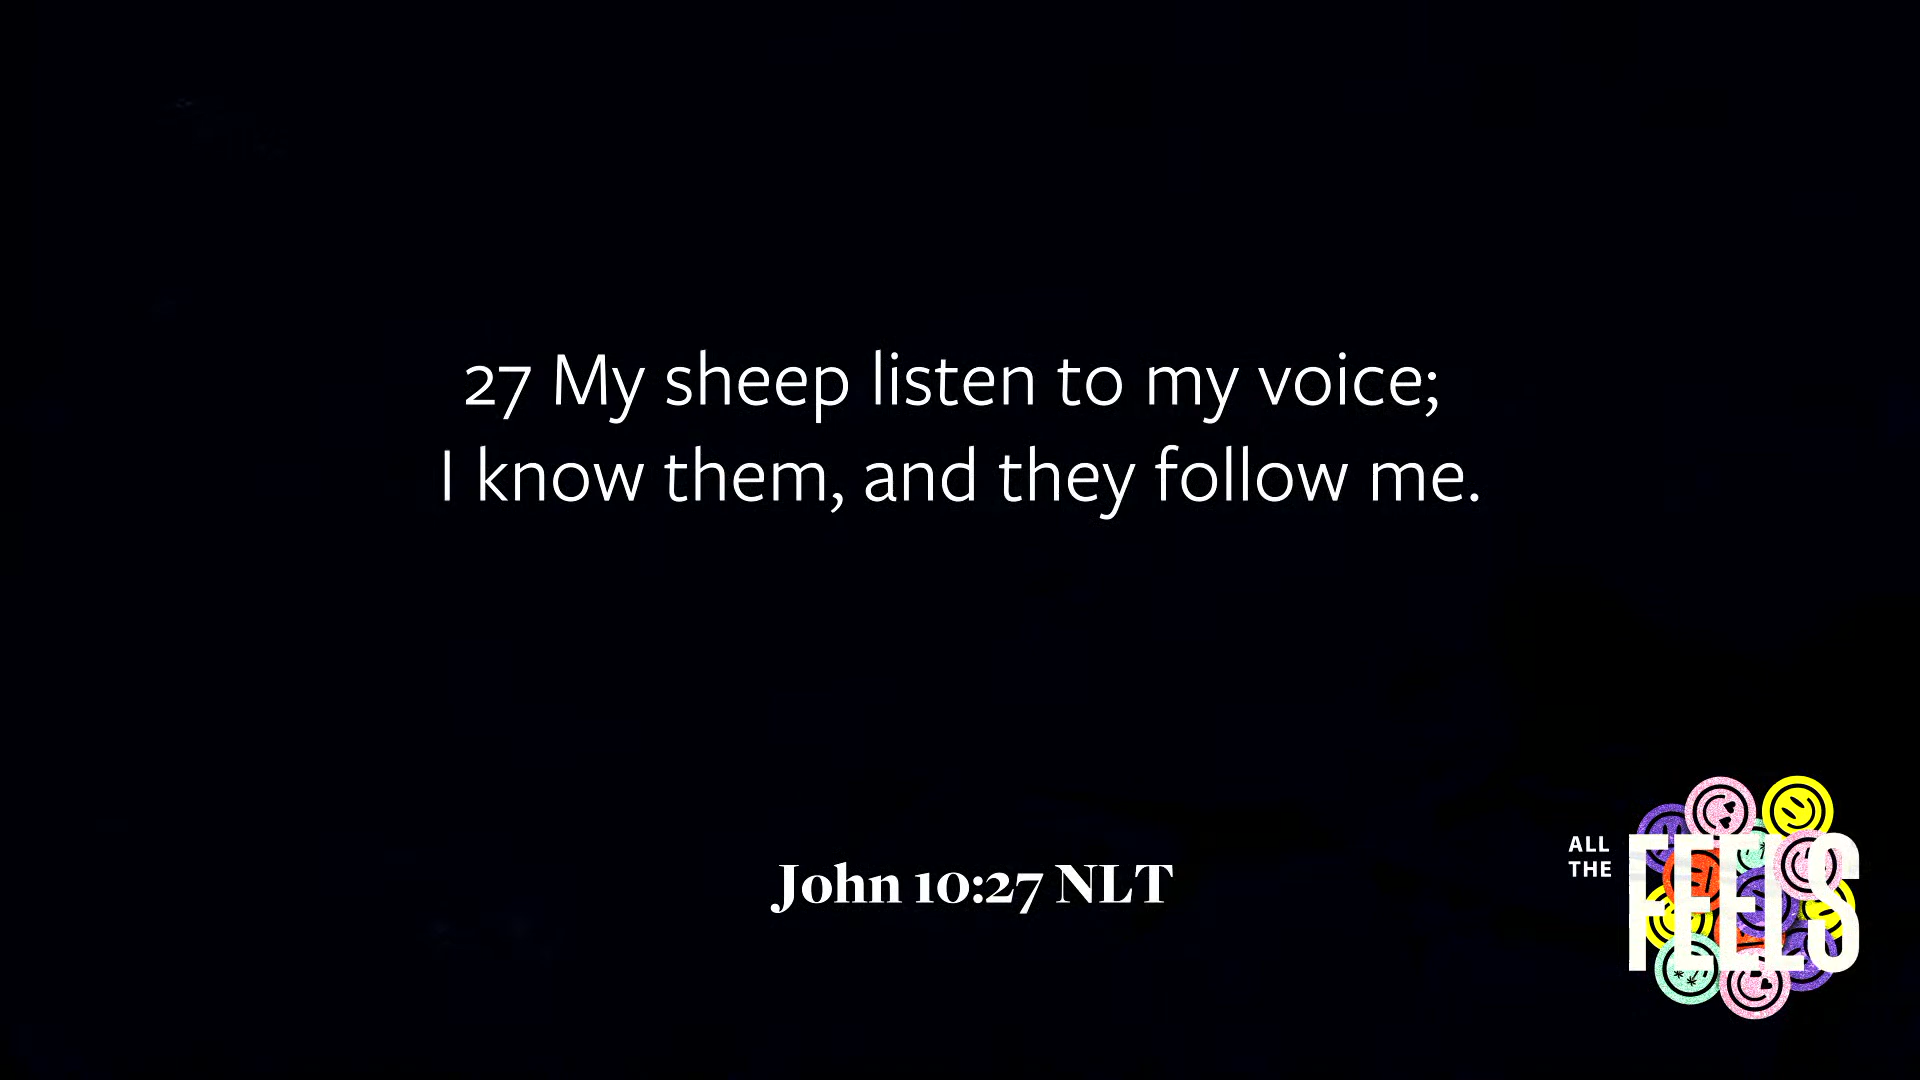 27 My sheep listen to my voice;
I know them, and they follow me.
John 10:27 NLT
ALL
THE
FEELS